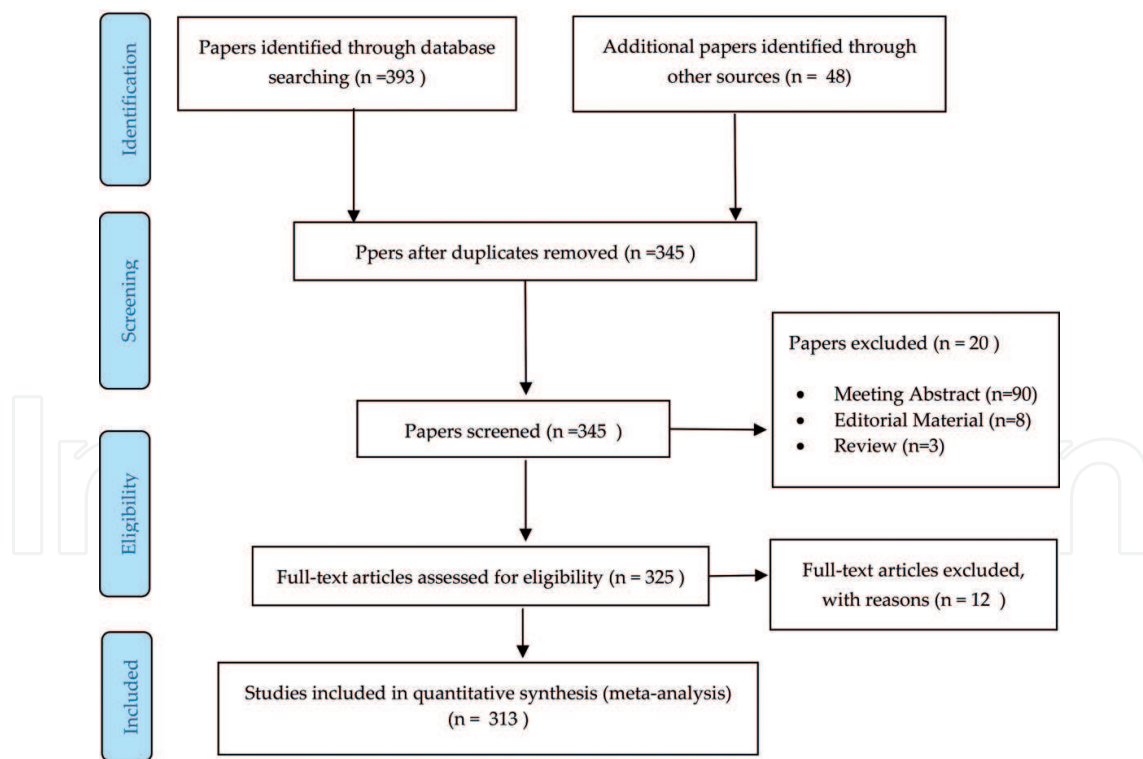 Identification
Papers identified through database
searching (n =393 )
Additional papers identified through
other sources (n = 48)
Screening
Ppers after duplicates removed (n =345 )
Papers screened (n =345 )
Papers excluded (n = 20 )
• Meeting Abstract (n=90)
• Editorial Material (n=8)
• Review (n=3)
Eligibility
Full-text articles assessed for eligibility (n = 325 )
Full-text articles excluded,
with reasons (n = 12 )
Included
Studies included in quantitative synthesis (meta-analysis)
(n = 313 )